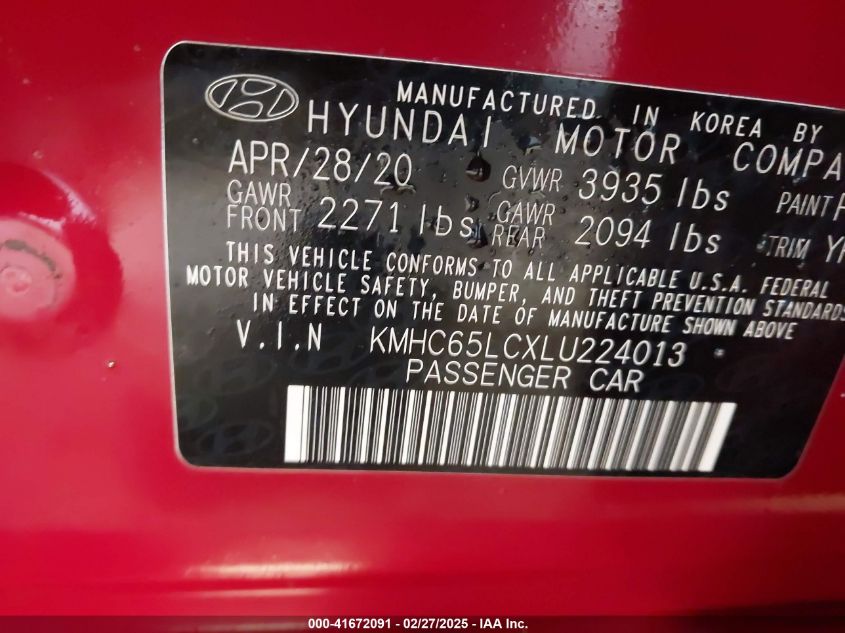 MANUFACTURED IN KOREA BY
HYUNDAI MOTOR COMPA
APR/28/20 GVWR 3935 lbs PAINT
GAWR FRONT 2271 lbs GAWR REAR 2094 lbs TRIM
THIS VEHICLE CONFORMS TO ALL APPLICABLE U.S.A. FEDERAL
MOTOR VEHICLE SAFETY, BUMPER, AND THEFT PREVENTION STANDARDS
IN EFFECT ON THE DATE OF MANUFACTURE SHOWN ABOVE
V.I.N KMHC65LCXLU224013
PASSENGER CAR
000-41672091 - 02/27/2025 - IAA Inc.